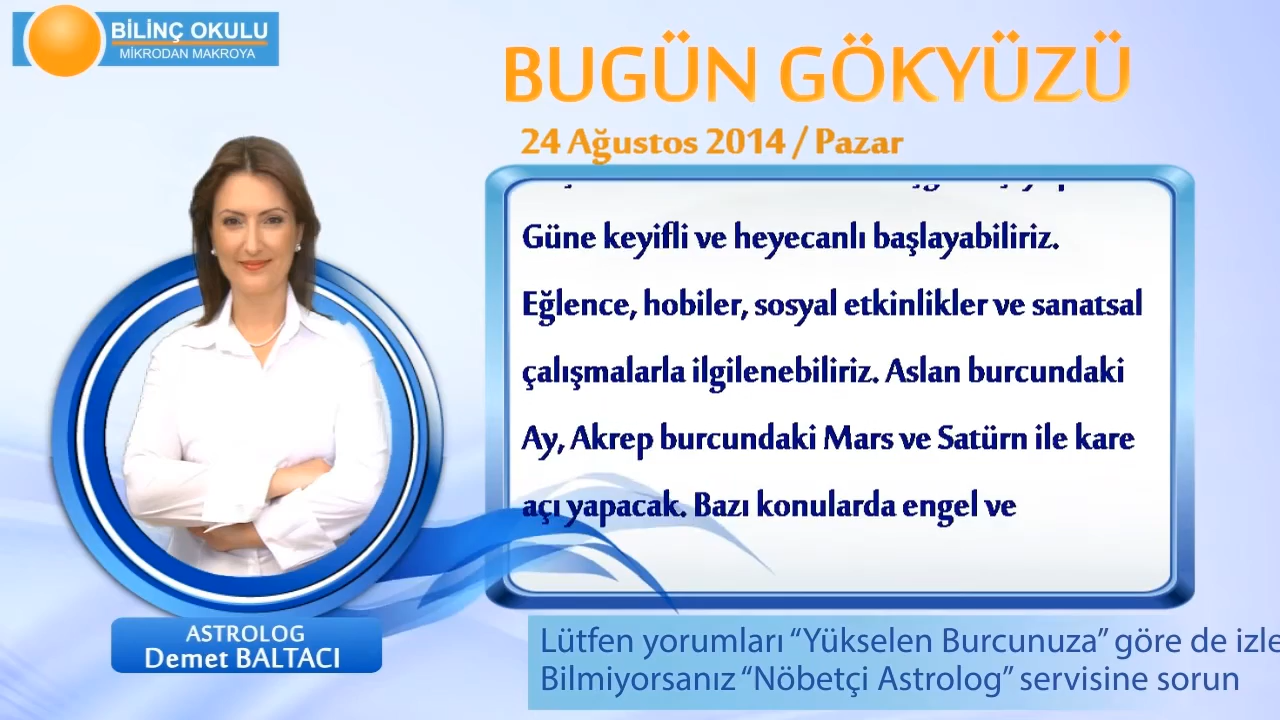 BİLİNÇ OKULU
MİKRODAN MAKROYA
BUGÜN GÖKYÜZÜ
24 Ağustos 2014 / Pazar
Güne keyifli ve heyecanlı başlayabiliriz.
Eğlence, hobiler, sosyal etkinlikler ve sanatsal
çalışmalarla ilgilenebiliriz. Aslan burcundaki
Ay, Akrep burcundaki Mars ve Satürn ile kare
açı yapacak. Bazı konularda engel ve
ASTROLOG
Demet BALTACI
Lütfen yorumları “Yükselen Burcunuza” göre de izle
Bilmiyorsanız “Nöbetçi Astrolog” servisine sorun